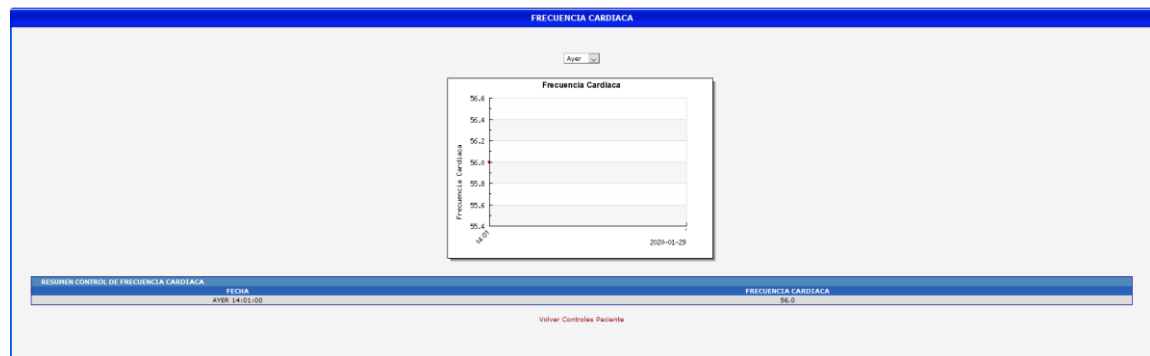 FRECUENCIA CARDIACA
Ayer
Frecuencia Cardiaca
56.6
56.4
56.2
56.0
55.8
55.6
55.4
Frecuencia Cardiaca
14:01
2020-01-29
RESUMEN CONTROL DE FRECUENCIA CARDIACA
FECHA FRECUENCIA CARDIACA
AYER 14:01:00 56.0
Volver Controles Paciente